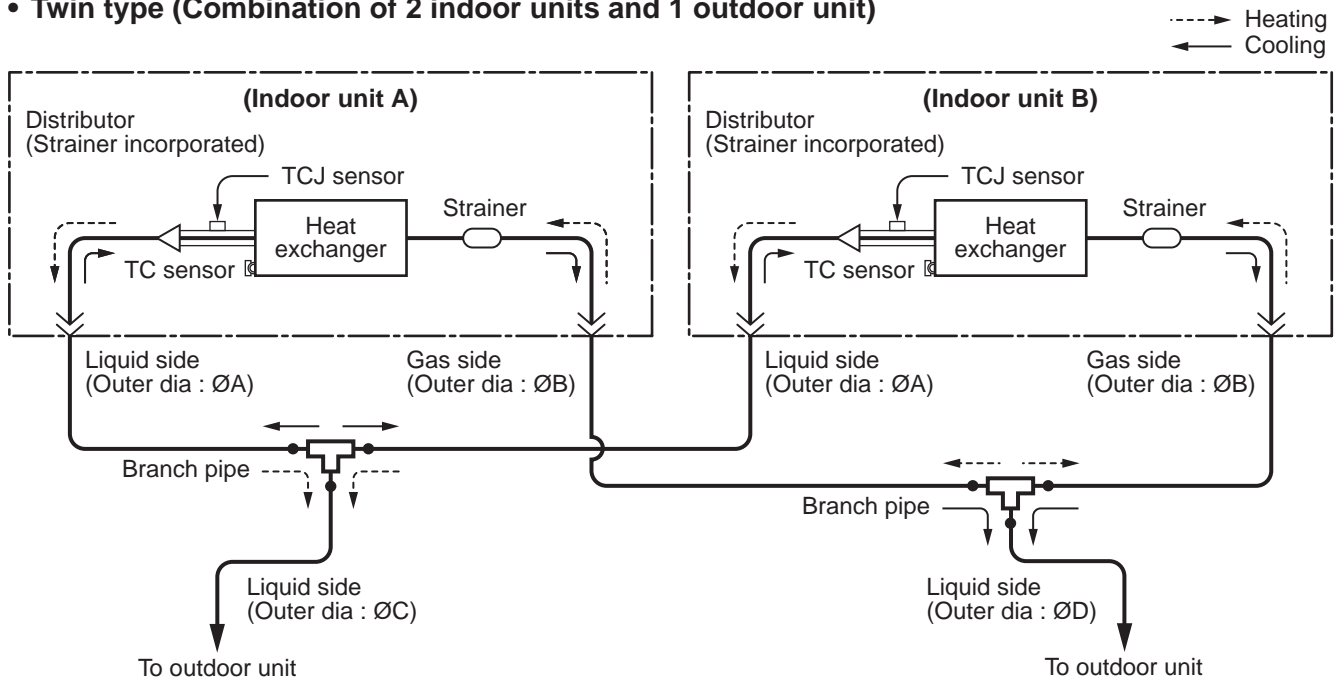 • Twin type (Combination of 2 indoor units and 1 outdoor unit)
Heating
Cooling
(Indoor unit A)
Distributor
(Strainer incorporated)
TCJ sensor
Heat
exchanger
Strainer
TC sensor
Liquid side
(Outer dia : ØA)
Gas side
(Outer dia : ØB)
(Indoor unit B)
Distributor
(Strainer incorporated)
TCJ sensor
Heat
exchanger
Strainer
TC sensor
Liquid side
(Outer dia : ØA)
Gas side
(Outer dia : ØB)
Branch pipe
Liquid side
(Outer dia : ØC)
To outdoor unit
Branch pipe
Liquid side
(Outer dia : ØD)
To outdoor unit